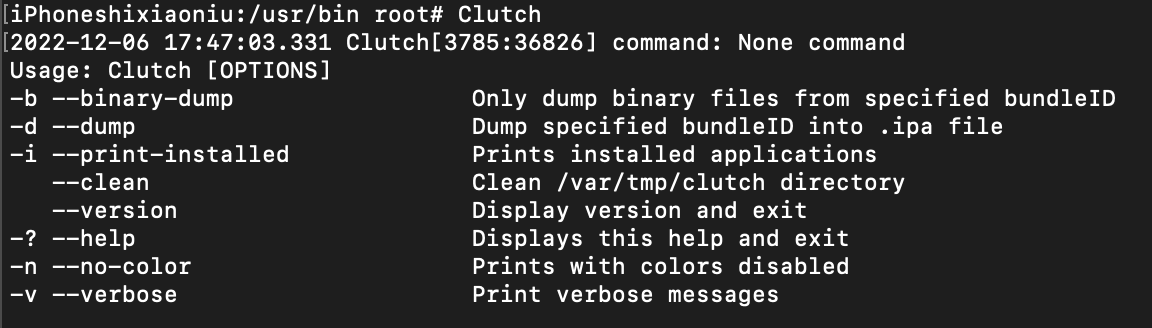 [iPhoneshixiaoniu:/usr/bin root# Clutch
[2022-12-06 17:47:03.331 Clutch[3785:36826] command: None command
Usage: Clutch [OPTIONS]
-b --binary-dump                 Only dump binary files from specified bundleID
-d --dump                        Dump specified bundleID into .ipa file
-i --print-installed             Prints installed applications
   --clean                       Clean /var/tmp/clutch directory
   --version                     Display version and exit
-? --help                        Displays this help and exit
-n --no-color                    Prints with colors disabled
-v --verbose                     Print verbose messages